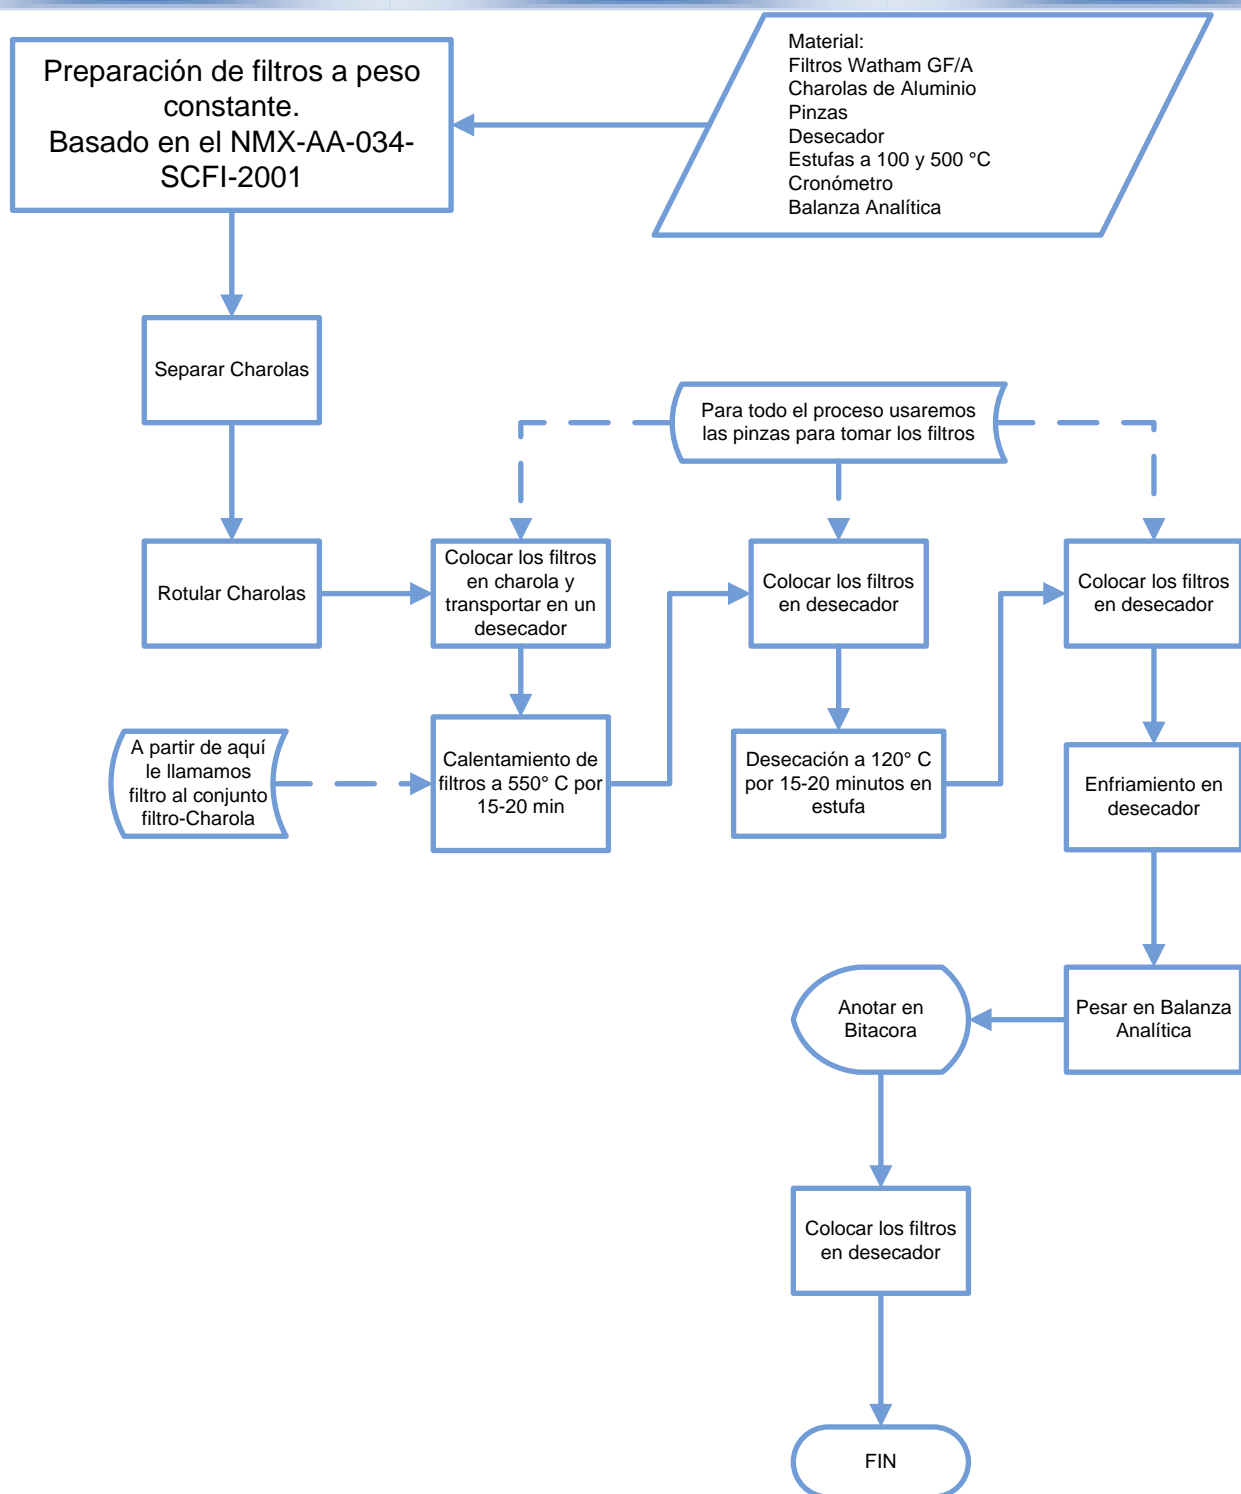 Preparación de filtros a peso
constante.
Basado en el NMX-AA-034-
SCFI-2001
Material:
Filtros Watham GF/A
Charolas de Aluminio
Pinzas
Desecador
Estufas a 100 y 500 °C
Cronómetro
Balanza Analítica
Separar Charolas
Para todo el proceso usaremos
las pinzas para tomar los filtros
Rotular Charolas
Colocar los filtros
en charola y
transportar en un
desecador
Colocar los filtros
en desecador
Colocar los filtros
en desecador
A partir de aquí
le llamamos
filtro al conjunto
filtro-Charola
Calentamiento de
filtros a 550° C por
15-20 min
Desecación a 120° C
por 15-20 minutos en
estufa
Enfriamiento en
desecador
Anotar en
Bitacora
Pesar en Balanza
Analítica
Colocar los filtros
en desecador
FIN